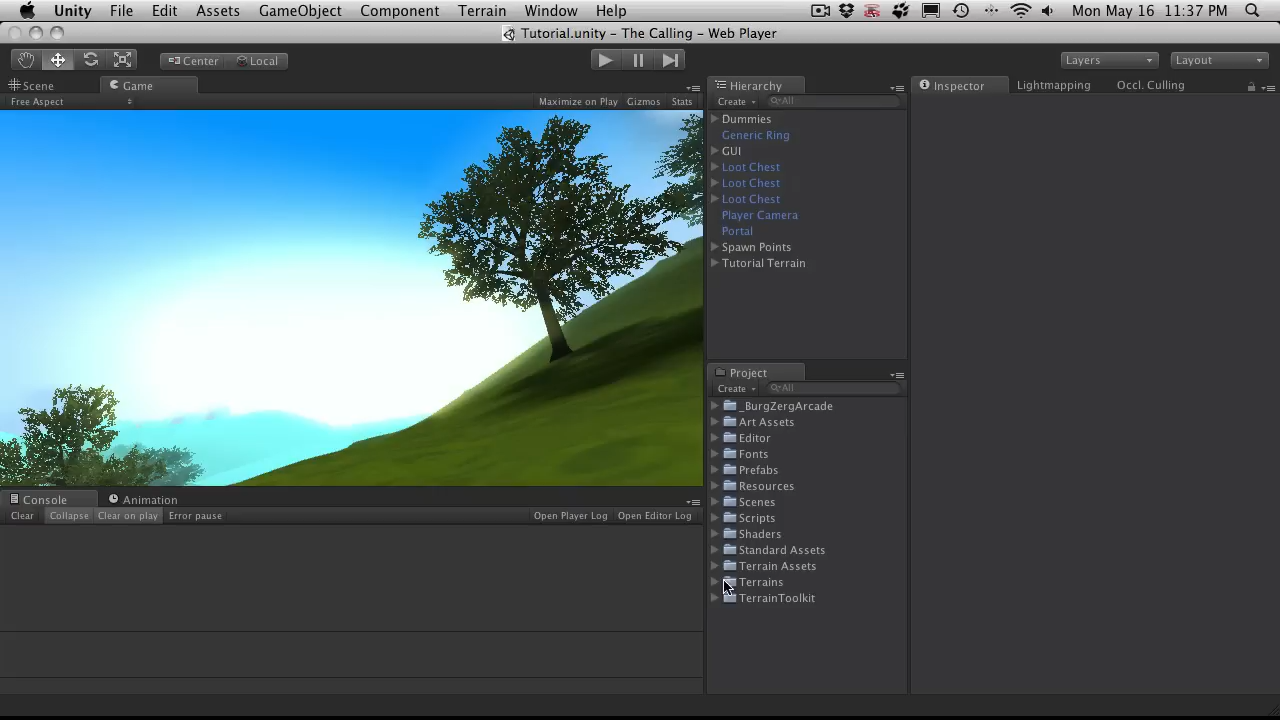 Unity File Edit Assets GameObject Component Terrain Window Help Mon May 16 11:37 PM
Tutorial.unity – The Calling – Web Player
Center Local Layers Layout
Scene Game Hierarchy Inspector Lightmapping Occl. Culling
Free Aspect Maximize on Play Gizmos Stats Create All
Dummies
Generic Ring
GUI
Loot Chest
Loot Chest
Loot Chest
Player Camera
Portal
Spawn Points
Tutorial Terrain
Project
Create All
_BurgZergArcade
Art Assets
Editor
Fonts
Prefabs
Resources
Scenes
Scripts
Shaders
Standard Assets
Terrain Assets
Terrains
TerrainToolkit
Console Animation
Clear Collapse Clear on play Error pause Open Player Log Open Editor Log